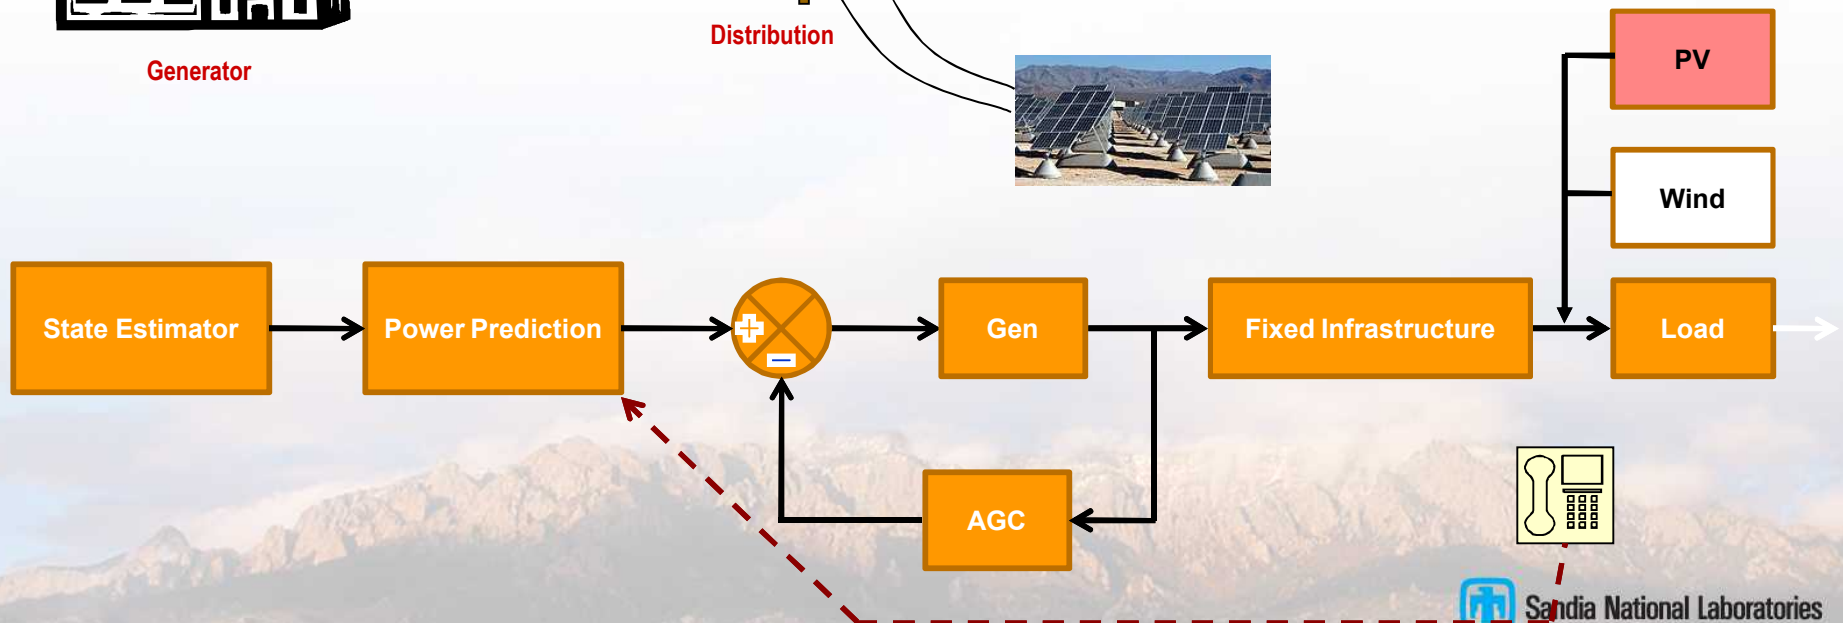 Generator
Distribution
PV
Wind
State Estimator
Power Prediction
+
−
Gen
Fixed Infrastructure
Load
AGC
Sandia National Laboratories